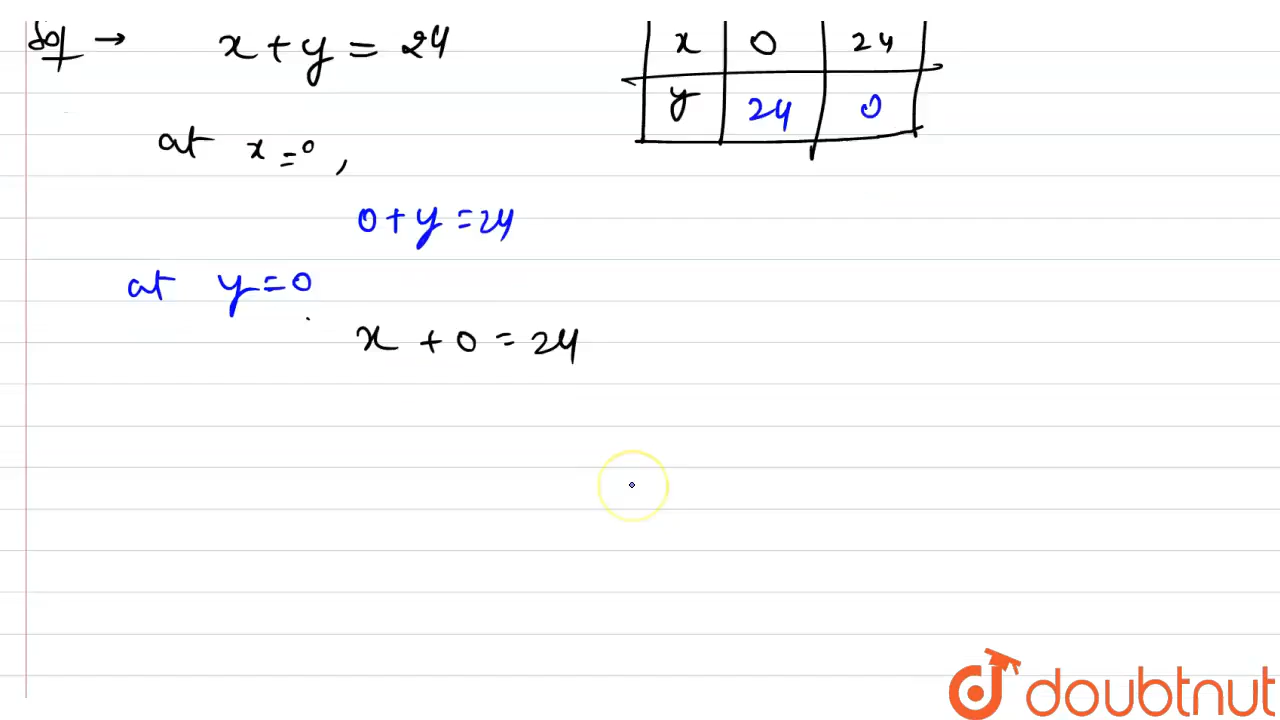 Sol → x + y = 24
x 0 24
y 24 0
at x = 0,
0 + y = 24
at y = 0
x + 0 = 24
doubtnut